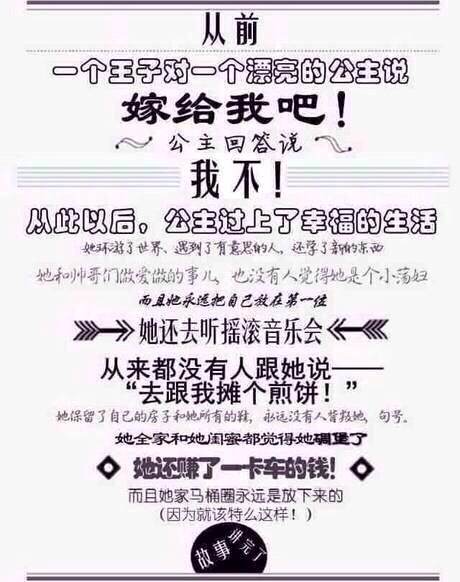 从前
一个王子对一个漂亮的公主说
嫁给我吧！
公主回答说
我不！
从此以后，公主过上了幸福的生活
她环游了世界、遇到了有意思的人，还学了新的东西
她和帅哥们做爱做的事儿，也没有人觉得她是个小荡妇
而且她永远把自己放在第一位
她还去听摇滚音乐会
从来都没有人跟她说——
“去跟我摊个煎饼！”
她保留了自己的房子和她所有的鞋，永远没有人背叛她，句号。
她全家和她闺蜜都觉得她碉堡了
她还赚了一卡车的钱！
而且她家马桶圈永远是放下来的
（因为就该特么这样！）
故事讲完了